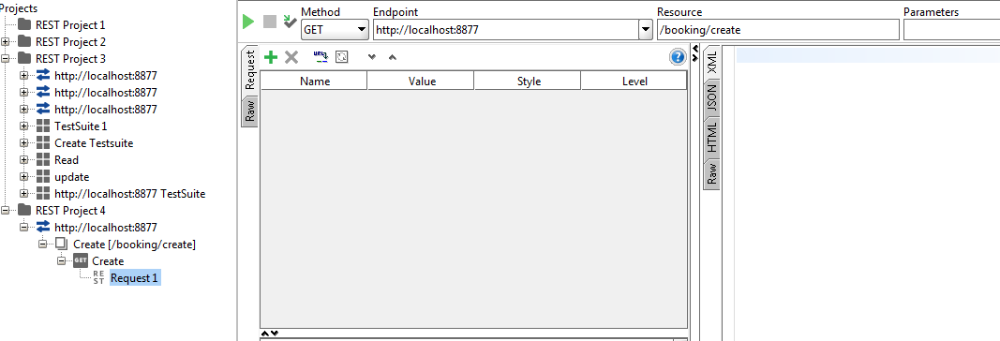 Projects
REST Project 1
REST Project 2
REST Project 3
http://localhost:8877
http://localhost:8877
http://localhost:8877
TestSuite 1
Create Testsuite
Read
update
http://localhost:8877 TestSuite
REST Project 4
http://localhost:8877
Create [/booking/create]
GET Create
RE
ST
Request 1
Method Endpoint Resource Parameters
GET http://localhost:8877 /booking/create
Request
Raw
Name Value Style Level
XML
JSON
HTML
Raw